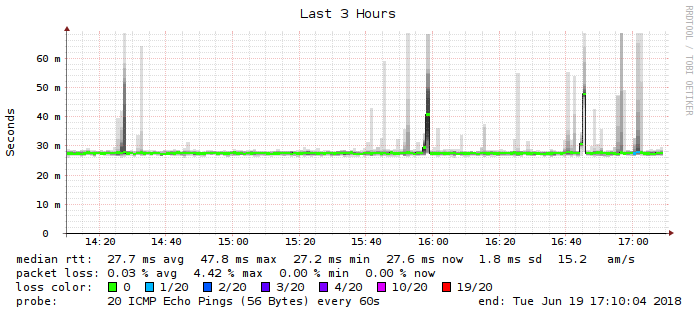 Last 3 Hours
RRDTOOL / TOBI OETIKER
Seconds
60 m
50 m
40 m
30 m
20 m
10 m
0
14:20 14:40 15:00 15:20 15:40 16:00 16:20 16:40 17:00
median rtt: 27.7 ms avg 47.8 ms max 27.2 ms min 27.6 ms now 1.8 ms sd 15.2 am/s
packet loss: 0.03 % avg 4.42 % max 0.00 % min 0.00 % now
loss color: 0 1/20 2/20 3/20 4/20 10/20 19/20
probe: 20 ICMP Echo Pings (56 Bytes) every 60s end: Tue Jun 19 17:10:04 2018